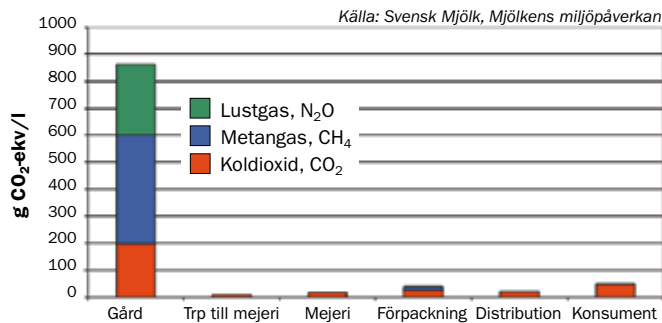 Källa: Svensk Mjölk, Mjölkens miljöpåverkan
g CO₂-ekv/l
1000
900
800
700
600
500
400
300
200
100
0
Lustgas, N₂O
Metangas, CH₄
Koldioxid, CO₂
Gård Trp till mejeri Mejeri Förpackning Distribution Konsument